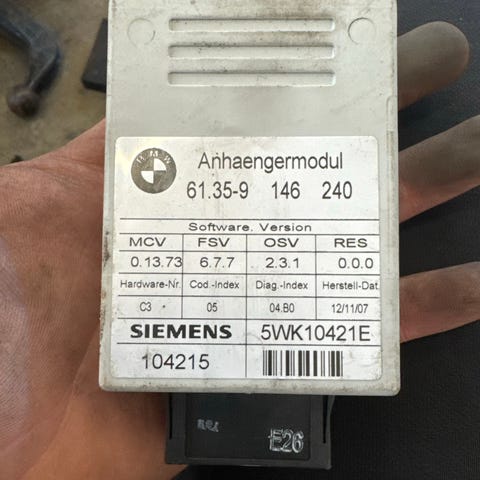 BMW
Anhaengermodul
61.35-9 146 240
Software. Version
MCV FSV OSV RES
0.13.73 6.7.7 2.3.1 0.0.0
Hardware-Nr. Cod.-Index Diag.-Index Herstell-Dat.
C3 05 04.B0 12/11/07
SIEMENS 5WK10421E
104215
E26